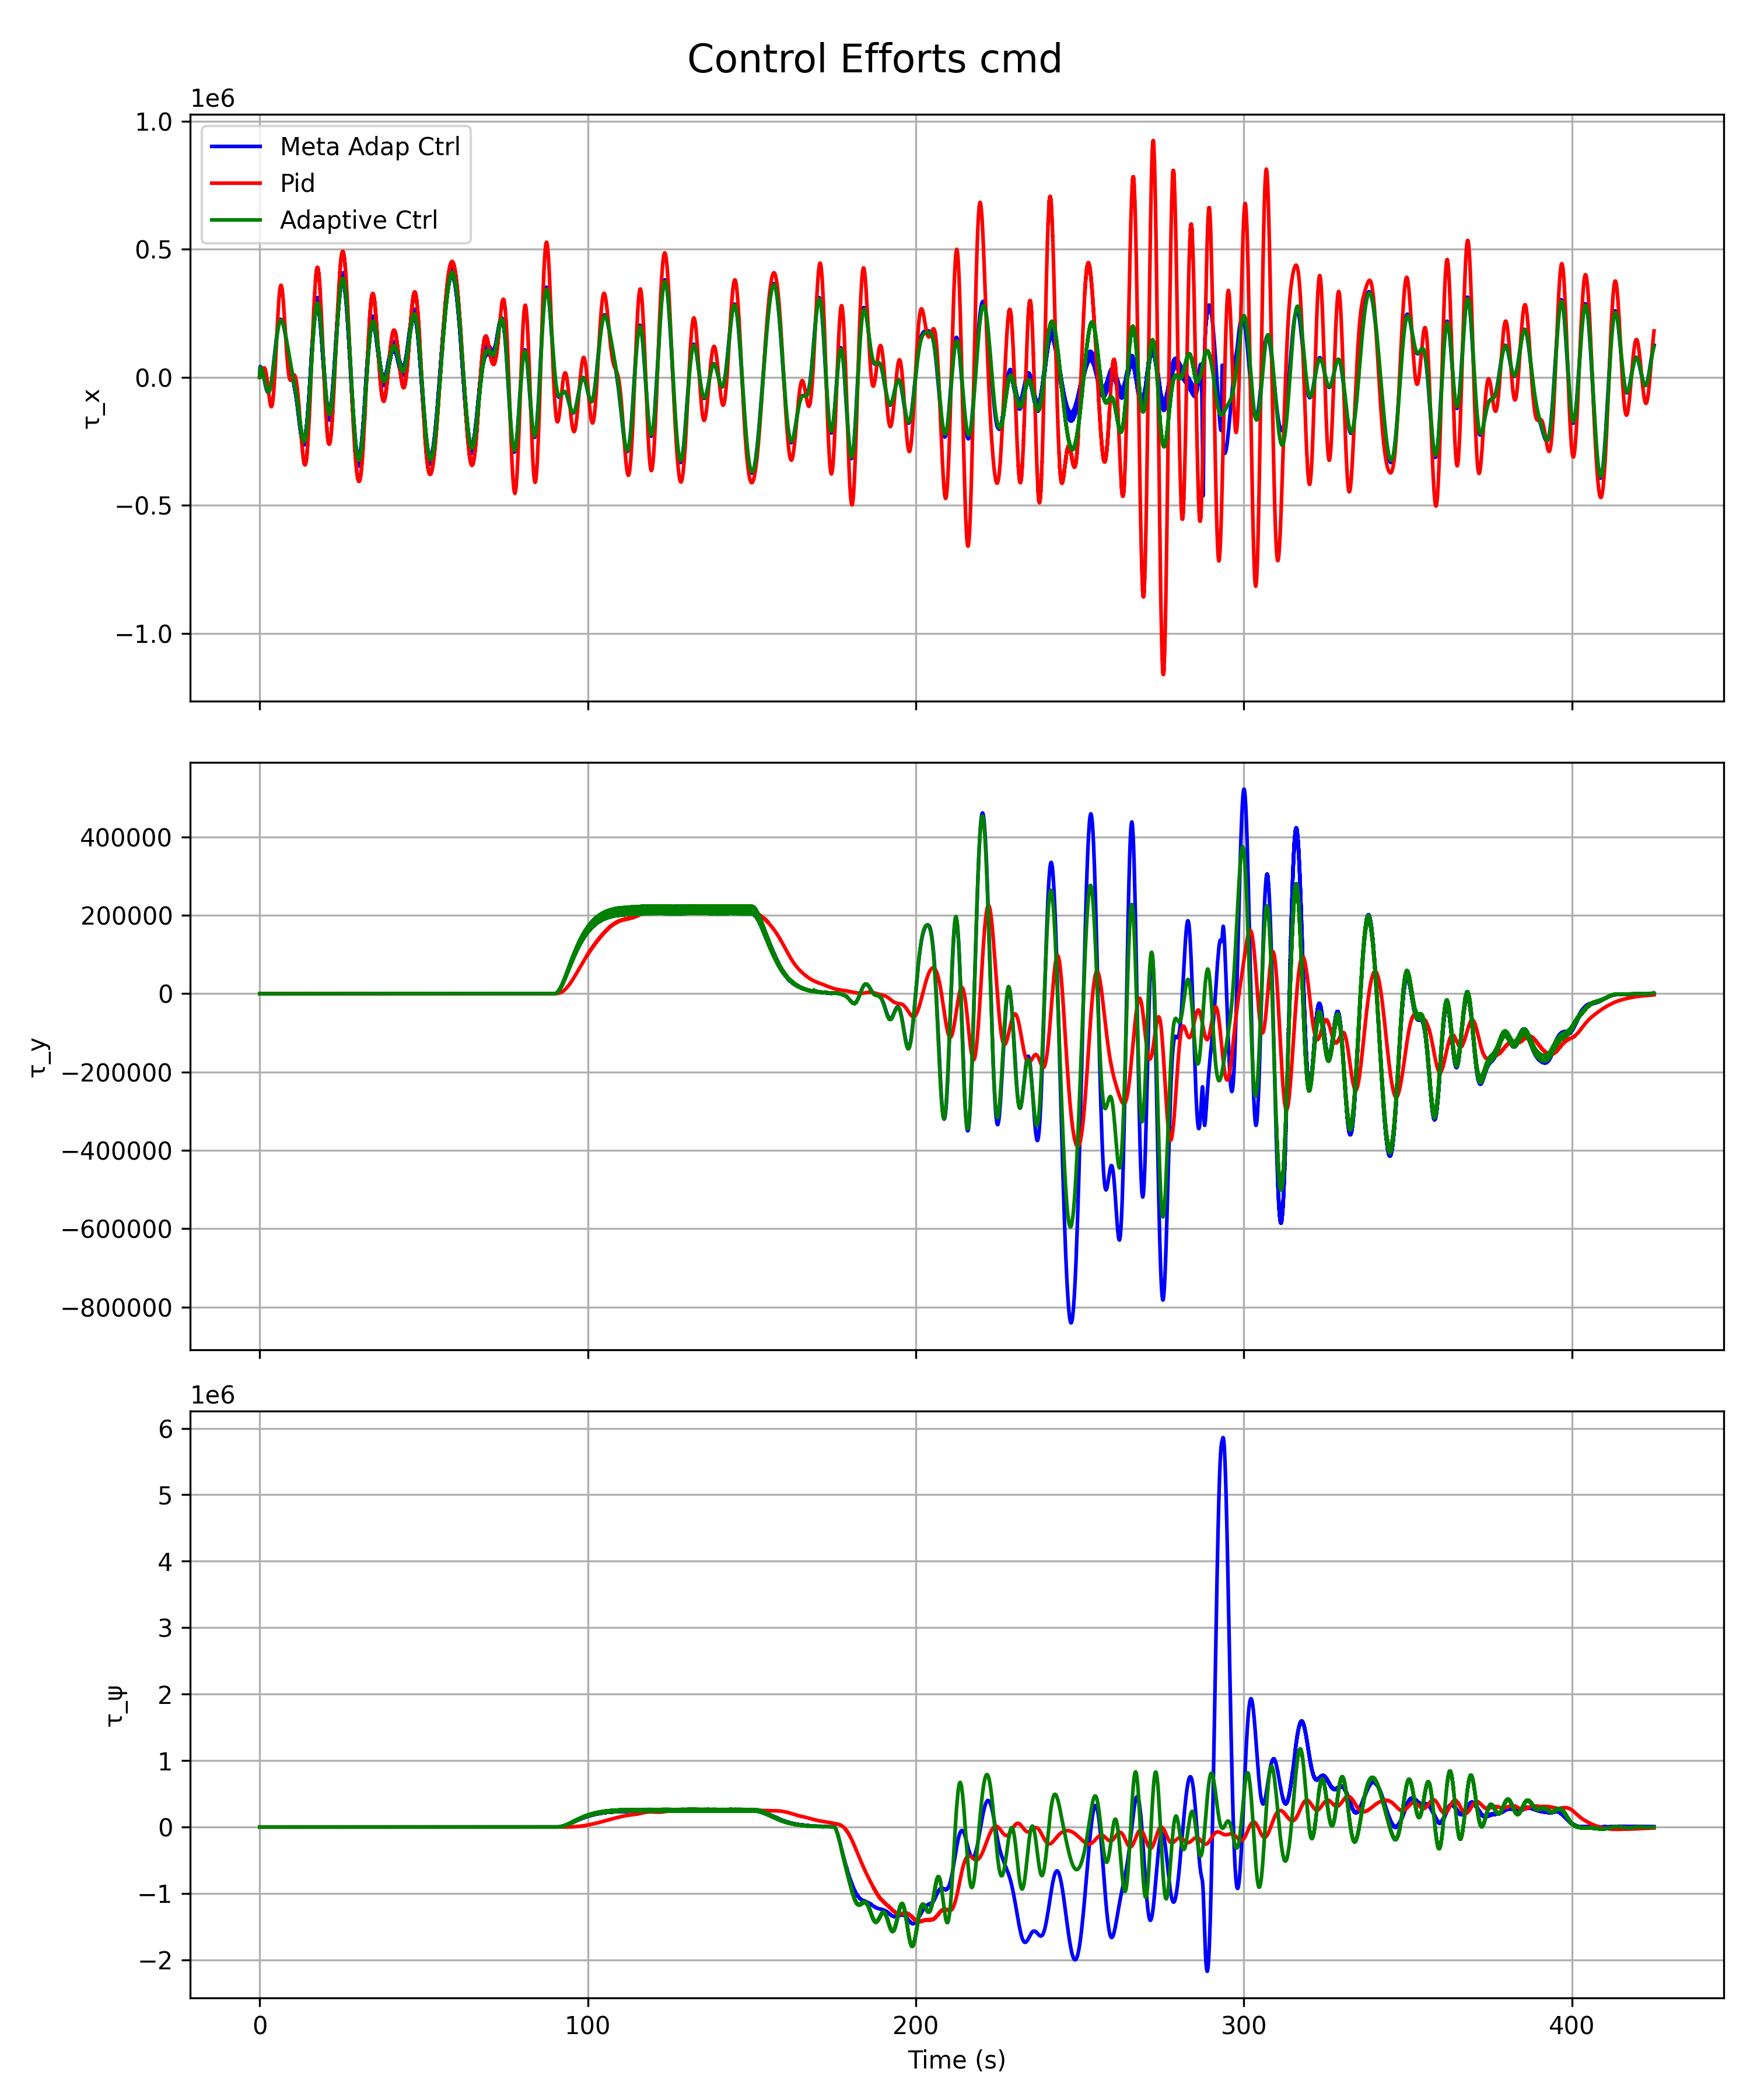 Control Efforts cmd
1e6
1.0
0.5
0.0
−0.5
−1.0
τ_x
Meta Adap Ctrl
Pid
Adaptive Ctrl
400000
200000
0
−200000
−400000
−600000
−800000
τ_y
1e6
6
5
4
3
2
1
0
−1
−2
τ_ψ
0 100 200 300 400
Time (s)